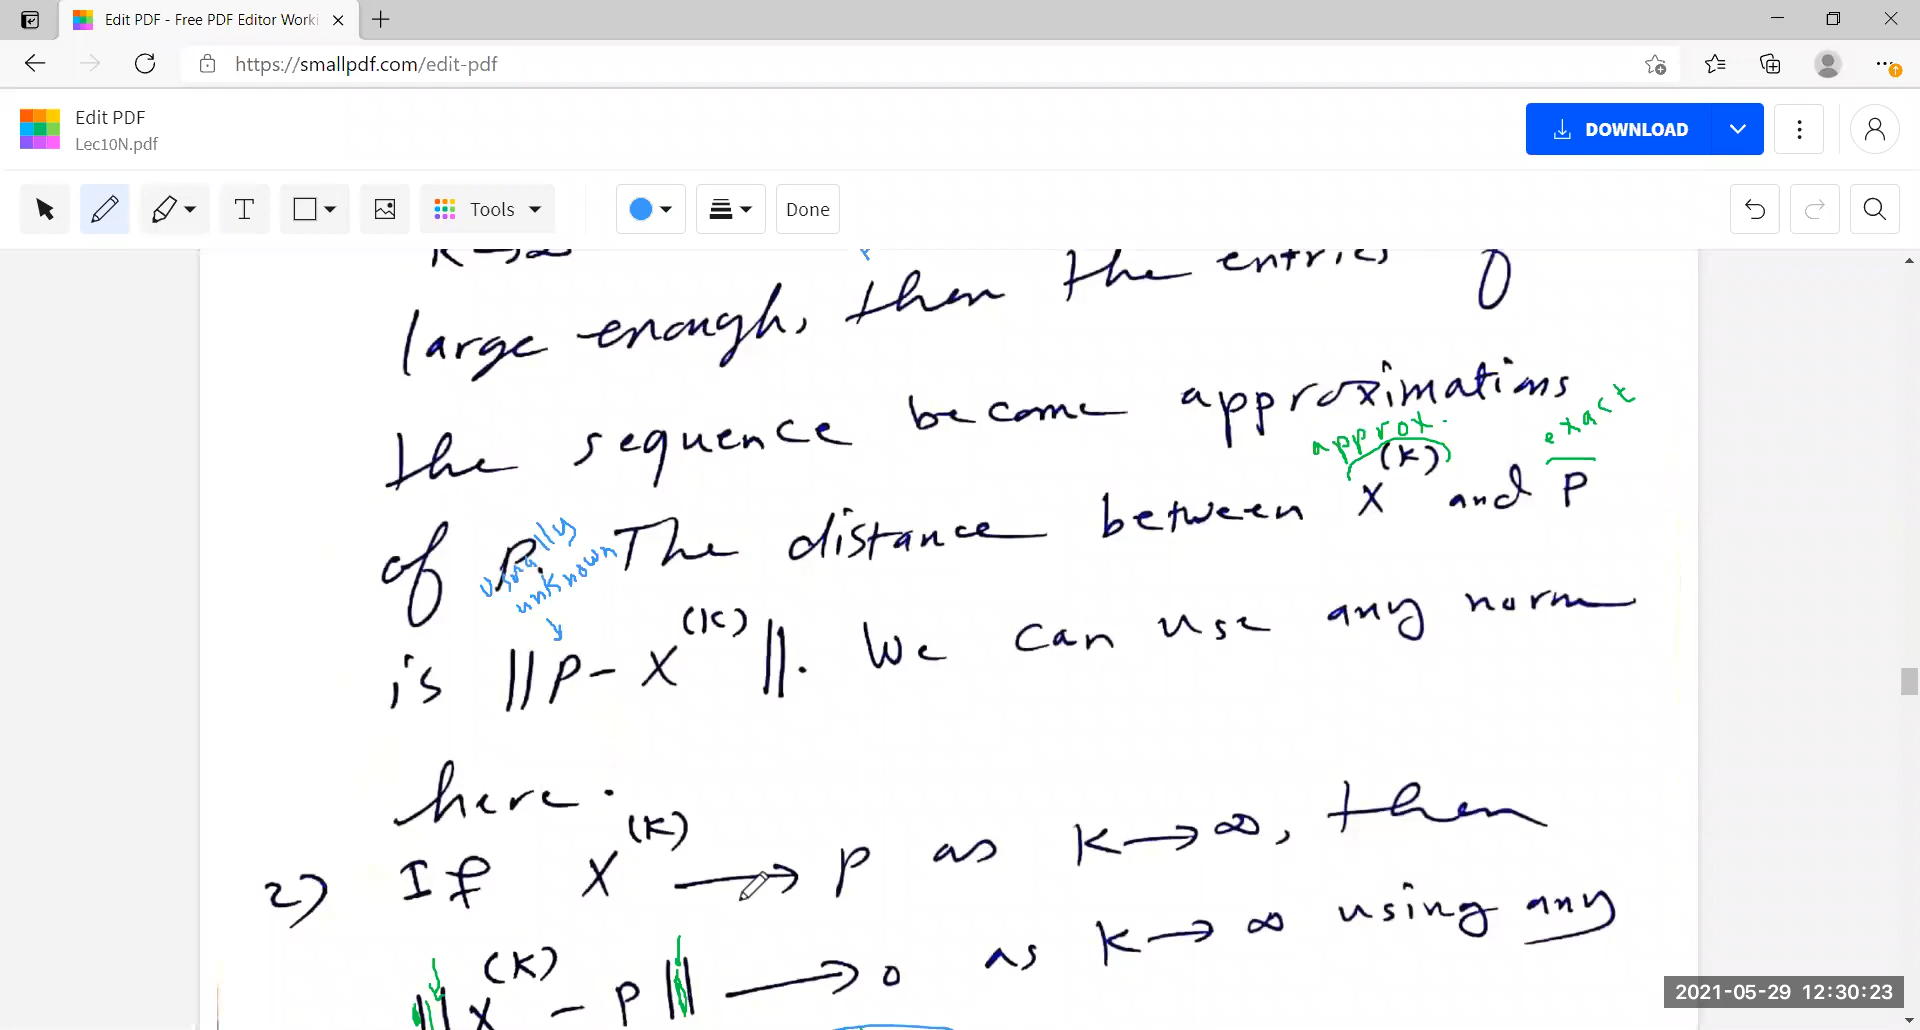 Edit PDF - Free PDF Editor Worki
https://smallpdf.com/edit-pdf
Edit PDF
Lec10N.pdf
DOWNLOAD
T
Tools
Done
K→∞
large enough, then the entries of
the sequence become approximations
approx.
exact
of P. The distance between X^(K) and P
usually
unknown
is ||P - X^(K)||. We can use any norm
here.
2) If X^(K) → P as K→∞, then
||X^(K) - P|| → 0 as K→∞ using any
2021-05-29 12:30:23